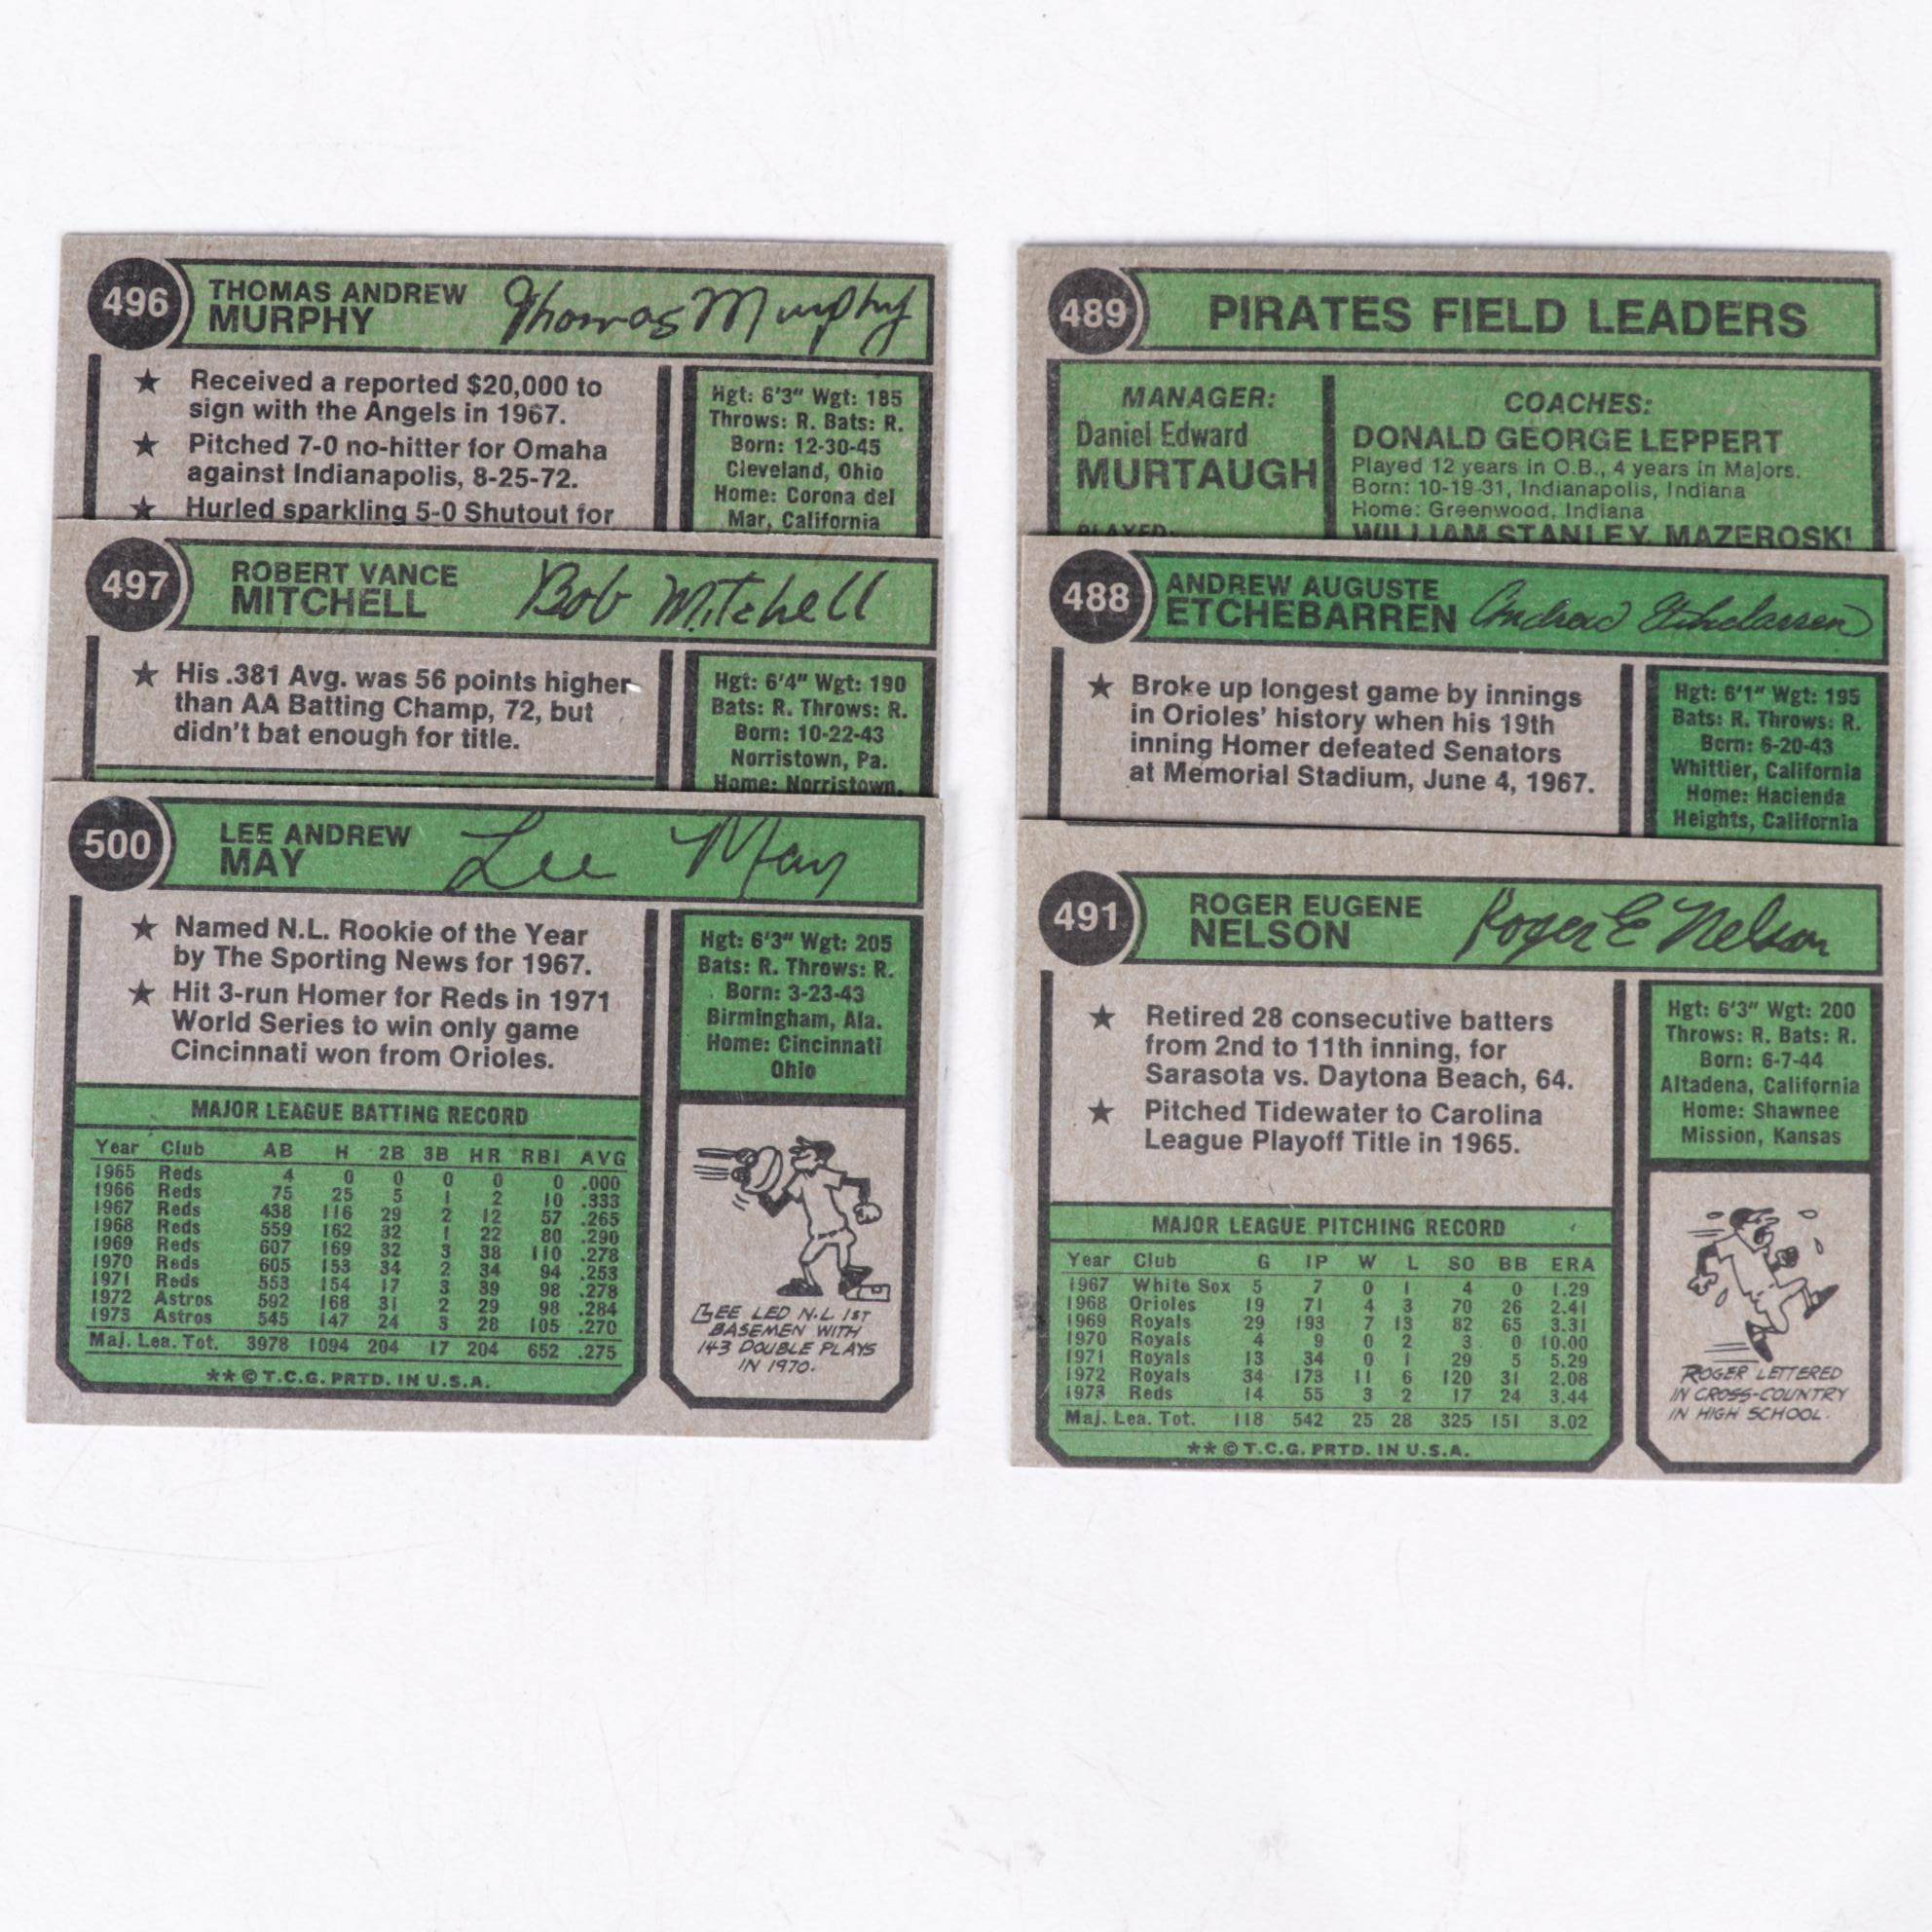 496
THOMAS ANDREW
MURPHY
Thomas Murphy
★ Received a reported $20,000 to
sign with the Angels in 1967.
★ Pitched 7-0 no-hitter for Omaha
against Indianapolis, 8-25-72.
★ Hurled sparkling 5-0 Shutout for
Hgt: 6'3" Wgt: 185
Throws: R. Bats: R.
Born: 12-30-45
Cleveland, Ohio
Home: Corona del
Mar, California
497
ROBERT VANCE
MITCHELL
Bob Mitchell
★ His .381 Avg. was 56 points higher
than AA Batting Champ, 72, but
didn't bat enough for title.
Hgt: 6'4" Wgt: 190
Bats: R. Throws: R.
Born: 10-22-43
Norristown, Pa.
Home: Norristown,
500
LEE ANDREW
MAY
Lee May
★ Named N.L. Rookie of the Year
by The Sporting News for 1967.
★ Hit 3-run Homer for Reds in 1971
World Series to win only game
Cincinnati won from Orioles.
Hgt: 6'3" Wgt: 205
Bats: R. Throws: R.
Born: 3-23-43
Birmingham, Ala.
Home: Cincinnati
Ohio
MAJOR LEAGUE BATTING RECORD
Year Club AB H 2B 3B HR RBI AVG
1965 Reds 4 0 0 0 0 0 .000
1966 Reds 75 25 5 1 2 10 .333
1967 Reds 438 116 29 2 12 57 .265
1968 Reds 559 162 32 1 22 80 .290
1969 Reds 607 169 32 3 38 110 .278
1970 Reds 605 153 34 2 34 94 .253
1971 Reds 553 154 17 3 39 98 .278
1972 Astros 592 168 31 2 29 98 .284
1973 Astros 545 147 24 3 28 105 .270
Maj. Lea. Tot. 3978 1094 204 17 204 652 .275
** © T.C.G. PRTD. IN U.S.A.
LEE LED N.L. 1ST
BASEMEN WITH
143 DOUBLE PLAYS
IN 1970.
489
PIRATES FIELD LEADERS
MANAGER:
Daniel Edward
MURTAUGH
PLAYED:
COACHES:
DONALD GEORGE LEPPERT
Played 12 years in O.B., 4 years in Majors.
Born: 10-19-31, Indianapolis, Indiana
Home: Greenwood, Indiana
WILLIAM STANLEY MAZEROSKI
488
ANDREW AUGUSTE
ETCHEBARREN
Andrew Etchebarren
★ Broke up longest game by innings
in Orioles' history when his 19th
inning Homer defeated Senators
at Memorial Stadium, June 4, 1967.
Hgt: 6'1" Wgt: 195
Bats: R. Throws: R.
Born: 6-20-43
Whittier, California
Home: Hacienda
Heights, California
491
ROGER EUGENE
NELSON
Roger E Nelson
★ Retired 28 consecutive batters
from 2nd to 11th inning, for
Sarasota vs. Daytona Beach, 64.
★ Pitched Tidewater to Carolina
League Playoff Title in 1965.
Hgt: 6'3" Wgt: 200
Throws: R. Bats: R.
Born: 6-7-44
Altadena, California
Home: Shawnee
Mission, Kansas
MAJOR LEAGUE PITCHING RECORD
Year Club G IP W L SO BB ERA
1967 White Sox 5 7 0 1 4 0 1.29
1968 Orioles 19 71 4 3 70 26 2.41
1969 Royals 29 193 7 13 82 65 3.31
1970 Royals 4 9 0 2 3 0 10.00
1971 Royals 13 34 0 1 29 5 5.29
1972 Royals 34 173 11 6 120 31 2.08
1973 Reds 14 55 3 2 17 24 3.44
Maj. Lea. Tot. 118 542 25 28 325 151 3.02
** © T.C.G. PRTD. IN U.S.A.
ROGER LETTERED
IN CROSS-COUNTRY
IN HIGH SCHOOL.